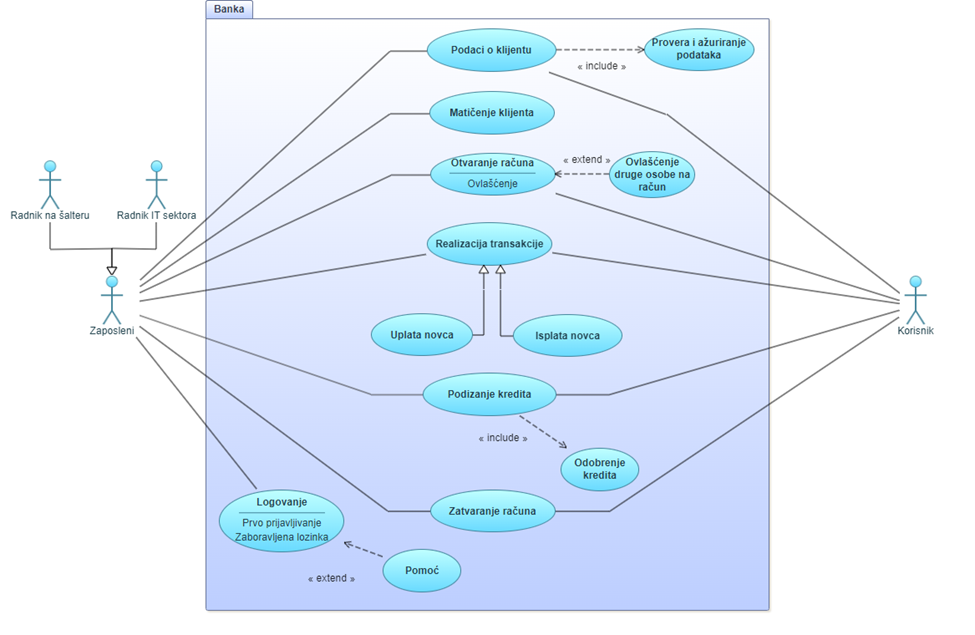 Banka
Podaci o klijentu
« include »
Provera i ažuriranje
podataka
Matičenje klijenta
Otvaranje računa
Ovlašćenje
« extend »
Ovlašćenje
druge osobe na
račun
Radnik na šalteru
Radnik IT sektora
Realizacija transakcije
Zaposleni
Korisnik
Uplata novca
Isplata novca
Podizanje kredita
« include »
Odobrenje
kredita
Logovanje
Prvo prijavljivanje
Zaboravljena lozinka
Zatvaranje računa
« extend »
Pomoć